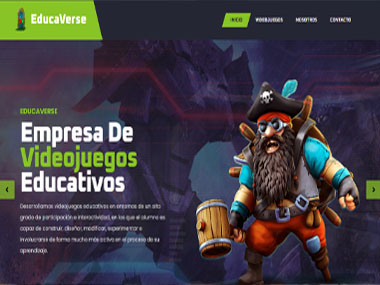 EducaVerse
INICIO VIDEOJUEGOS NOSOTROS CONTACTO
EDUCAVERSE
Empresa De
Videojuegos
Educativos
Desarrollamos videojuegos educativos en entornos de un alto
grado de participación e interactividad, en los que el alumno es
capaz de construir, diseñar, modificar, experimentar e
involucrarse de forma mucho más activa en el proceso de su
aprendizaje.